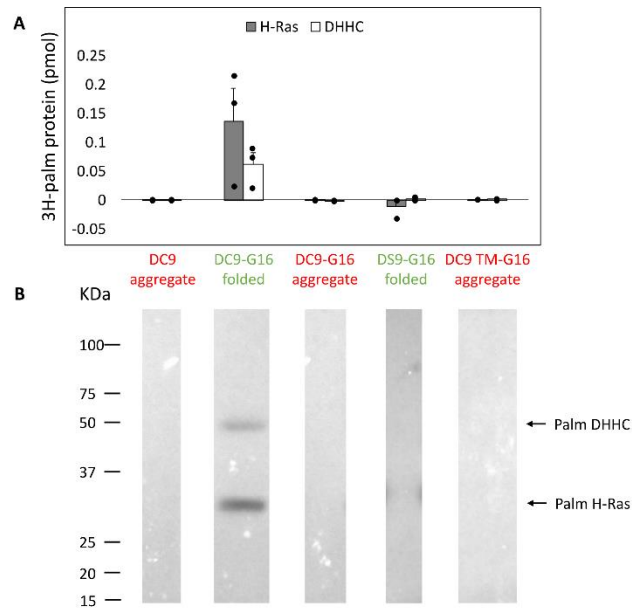 A
H-Ras DHHC
3H-palm protein (pmol)
0.25
0.2
0.15
0.1
0.05
0
-0.05
DC9 aggregate
DC9-G16 folded
DC9-G16 aggregate
DS9-G16 folded
DC9 TM-G16 aggregate
B
KDa
100
75
50
37
25
20
15
Palm DHHC
Palm H-Ras